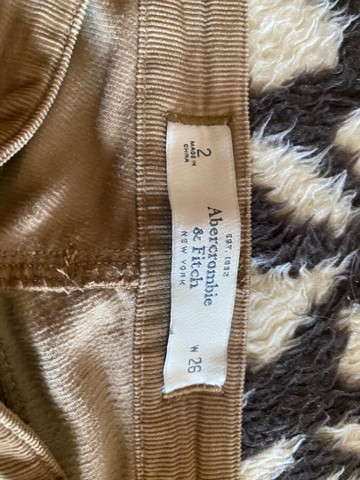 2
MADE IN
CHINA
EST. 1892
Abercrombie
& Fitch
NEW YORK
W 26